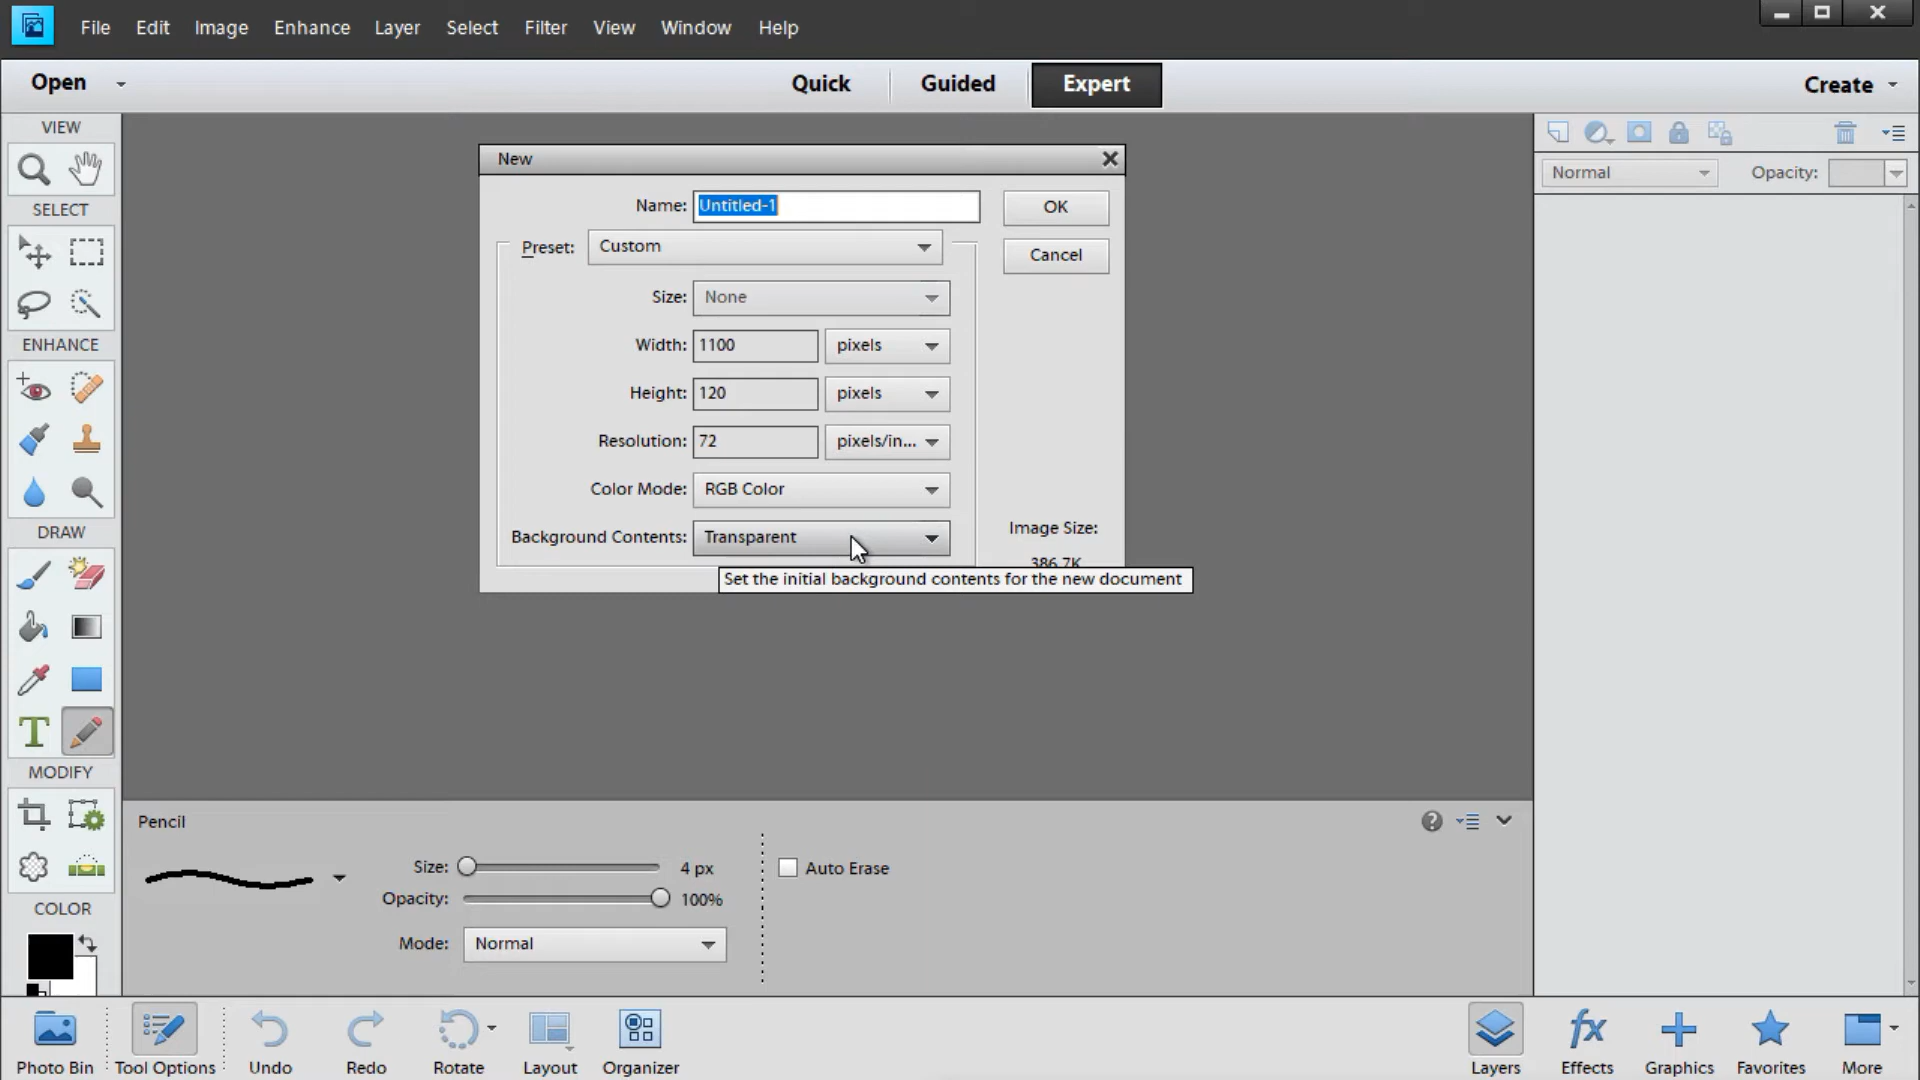 File Edit Image Enhance Layer Select Filter View Window Help
Open Quick Guided Expert Create
VIEW
SELECT
ENHANCE
DRAW
T
MODIFY
COLOR
New
Name: Untitled-1 OK
Preset: Custom Cancel
Size: None
Width: 1100 pixels
Height: 120 pixels
Resolution: 72 pixels/in...
Color Mode: RGB Color
Background Contents: Transparent
Image Size:
386.7K
Set the initial background contents for the new document
Normal Opacity:
Pencil
Size: 4 px Auto Erase
Opacity: 100%
Mode: Normal
Photo Bin Tool Options Undo Redo Rotate Layout Organizer fx Layers Effects Graphics Favorites More